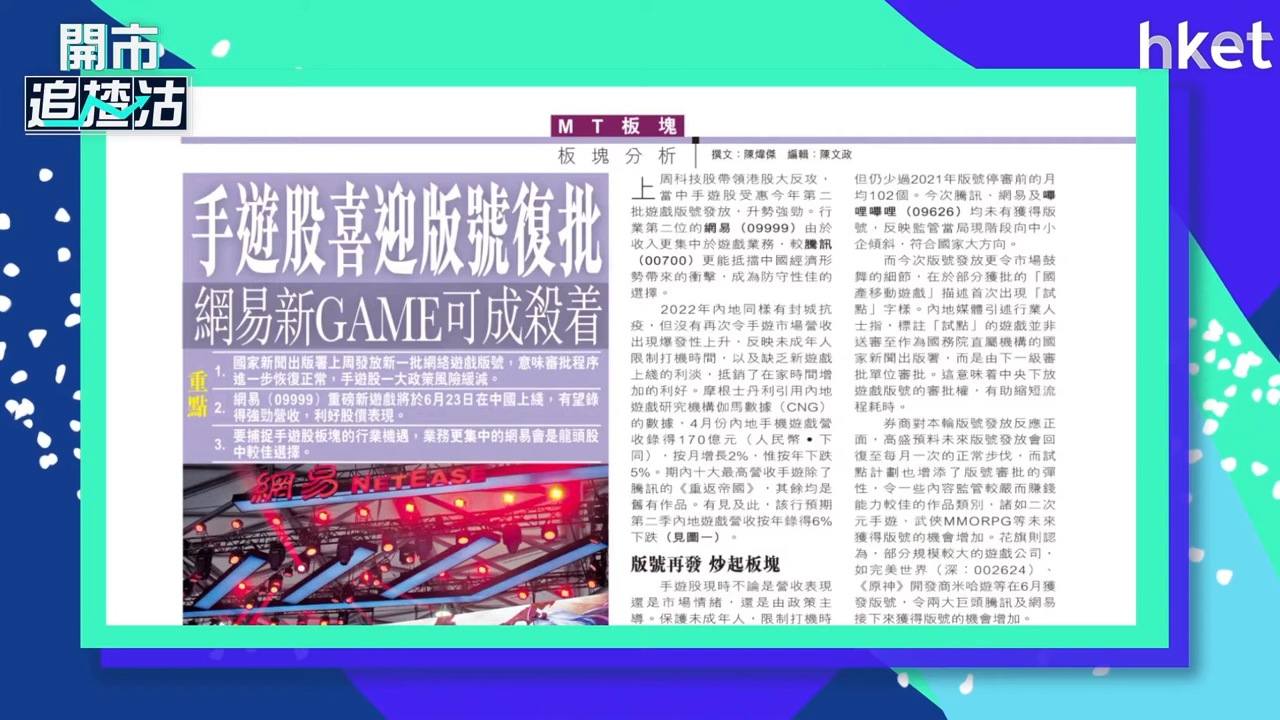 開市
追揸沽
hket
MT板塊
板塊分析
撰文：陳煒傑 編輯：陳文政
手遊股喜迎版號復批
網易新GAME可成殺着
重點
1. 國家新聞出版署上周發放新一批網絡遊戲版號，意味審批程序
進一步恢復正常，手遊股一大政策風險緩減。
2. 網易（09999）重磅新遊戲將於6月23日在中國上綫，有望錄
得強勁營收，利好股價表現。
3. 要捕捉手遊股板塊的行業機遇，業務更集中的網易會是龍頭股
中較佳選擇。
網易 NETEASE
上周科技股帶領港股大反攻，
當中手遊股受惠今年第二
批遊戲版號發放，升勢強勁。行
業第二位的網易（09999）由於
收入更集中於遊戲業務，較騰訊
（00700）更能抵擋中國經濟形
勢帶來的衝擊，成為防守性佳的
選擇。
2022年內地同樣有封城抗
疫，但沒有再次令手遊市場營收
出現爆發性上升，反映未成年人
限制打機時間，以及缺乏新遊戲
上綫的利淡，抵銷了在家時間增
加的利好。摩根士丹利引用內地
遊戲研究機構伽馬數據（CNG）
的數據，4月份內地手機遊戲營
收錄得170億元（人民幣•下
同），按月增長2%，惟按年下跌
5%。期內十大最高營收手遊除了
騰訊的《重返帝國》，其餘均是
舊有作品。有見及此，該行預期
第二季內地遊戲營收按年錄得6%
下跌（見圖一）。
版號再發 炒起板塊
手遊股現時不論是營收表現
還是市場情緒，還是由政策主
導。保護未成年人，限制打機時
但仍少過2021年版號停審前的月
均102個。今次騰訊、網易及嗶
哩嗶哩（09626）均未有獲得版
號，反映監管當局現階段向中小
企傾斜，符合國家大方向。
而今次版號發放更令市場鼓
舞的細節，在於部分獲批的「國
產移動遊戲」描述首次出現「試
點」字樣。內地媒體引述行業人
士指，標註「試點」的遊戲並非
送審至作為國務院直屬機構的國
家新聞出版署，而是由下一級審
批單位審批。這意味着中央下放
遊戲版號的審批權，有助縮短流
程耗時。
券商對本輪版號發放反應正
面，高盛預料未來版號發放會回
復至每月一次的正常步伐，而試
點計劃也增添了版號審批的彈
性，令一些內容監管較嚴而賺錢
能力較佳的作品類別，諸如二次
元手遊、武俠MMORPG等未來
獲得版號的機會增加。花旗則認
為，部分規模較大的遊戲公司，
如完美世界（深：002624）、
《原神》開發商米哈遊等在6月獲
發版號，令兩大巨頭騰訊及網易
接下來獲得版號的機會增加。